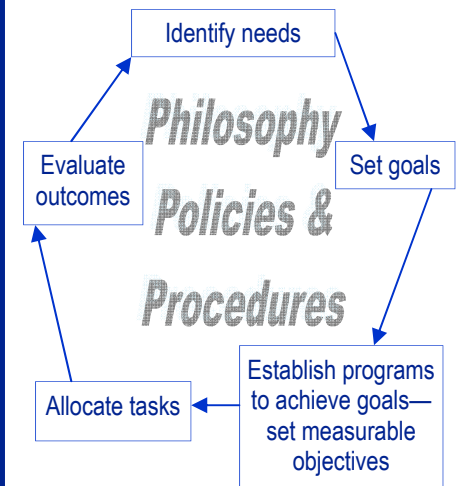 Identify needs
Philosophy
Policies &
Procedures
Set goals
Establish programs
to achieve goals—
set measurable
objectives
Allocate tasks
Evaluate
outcomes